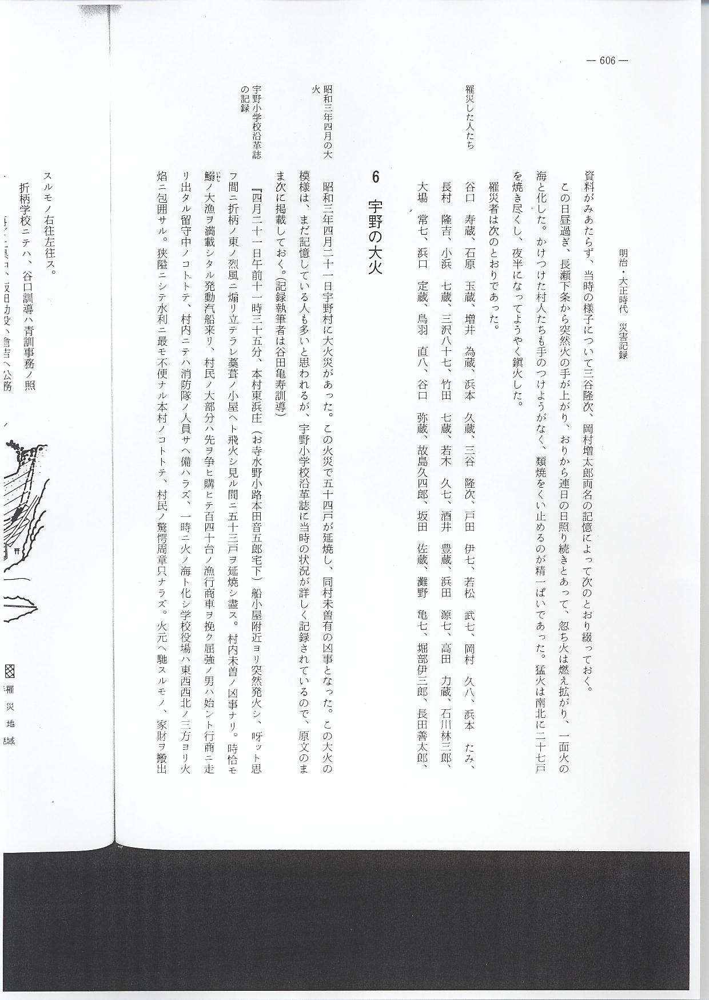 — 606 —
明治・大正時代　災害記録
資料がみあたらず、当時の様子について三谷隆次、岡村増太郎両名の記憶によって次のとおり綴っておく。
この日昼過ぎ、長瀬下条から突然火の手が上がり、おりから連日の日照り続きとあって、忽ち火は燃え拡がり、一面火の
海と化した。かけつけた村人たちも手のつけようがなく、類焼をくい止めるのが精一ぱいであった。猛火は南北に二十七戸
を焼き尽くし、夜半になってようやく鎭火した。
罹災者は次のとおりであった。
罹災した人たち
谷口　寿蔵、石原　玉蔵、増井　為蔵、浜本　久蔵、三谷　隆次、戸田　伊七、若松　武七、岡村　久八、浜本　たみ、
長村　隆吉、小浜　七蔵、三沢八十七、竹田　七蔵、若木　久七、酒井　豊蔵、浜田　源七、高田　力蔵、石川林三郎、
大場　常七、浜口　定蔵、鳥羽　直八、谷口　弥蔵、故島久四郎、坂田　佐蔵、灘野　亀七、堀部伊三郎、長田善太郎、
6　宇野の大火
昭和三年四月の大
火
昭和三年四月二十一日宇野村に大火災があった。この火災で五十四戸が延焼し、同村未曽有の凶事となった。この大火の
模様は、まだ記憶している人も多いと思われるが、宇野小学校沿革誌に当時の状況が詳しく記録されているので、原文のま
ま次に掲載しておく。（記録執筆者は谷田亀寿訓導）
宇野小学校沿革誌
の記録
『四月二十一日午前十一時三十五分、本村東浜庄（お寺水野小路本田音五郎宅下）船小屋附近ヨリ突然発火シ、呀ット思
フ間ニ折柄ノ東ノ烈風ニ煽リ立テラレ藁葺ノ小屋ヘト飛火シ見ル間ニ五十三戸ヲ延焼シ盡ス。村内未曽ノ凶事ナリ。時恰モ
鰯いわしノ大漁ヲ満載シタル発動汽船来リ、村民ノ大部分ハ先ヲ争ヒ購ヒテ百四十台ノ漁行商車ヲ挽ク屈強ノ男ハ始ント行商ニ走
リ出タル留守中ノコトトテ、村内ニテハ消防隊ノ人員サヘ備ハラズ、一時ニ火ノ海ト化シ学校役場ハ東西西北ノ三方ヨリ火
焰ニ包囲サル。狭隘ニシテ水利ニ最モ不便ナル本村ノコトトテ、村民ノ驚愕周章只ナラズ。火元ヘ馳スルモノ、家財ヲ搬出
スルモノ右往左往ス。
折柄学校ニテハ、谷口訓導ハ青訓事務ノ照
罹災地域